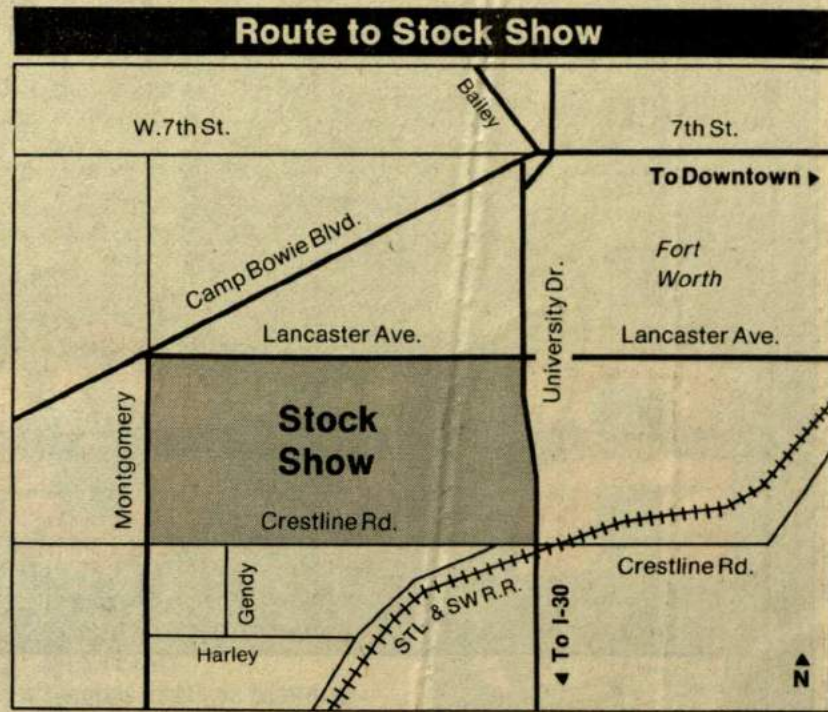 Route to Stock Show
Bailey
W.7th St.
7th St.
To Downtown ►
Camp Bowie Blvd.
Fort
Worth
University Dr.
Lancaster Ave.
Lancaster Ave.
Montgomery
Stock
Show
Crestline Rd.
Crestline Rd.
Gendy
STL & SW R.R.
◄ To I-30
Harley
▲
N